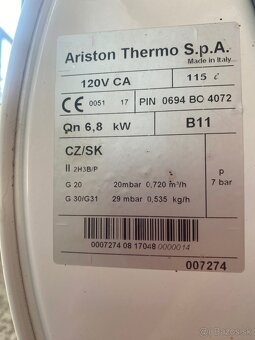 Ariston Thermo S.p.A.
Made in Italy
120V CA 115 ℓ
CE 0051 17 PIN 0694 BO 4072
Qn 6,8 kW B11
CZ/SK
II 2H3B/P
G 20 20mbar 0,720 m³/h
G 30/G31 29 mbar 0,535 kg/h
p
7 bar
0007274 08 17048 0000014
007274